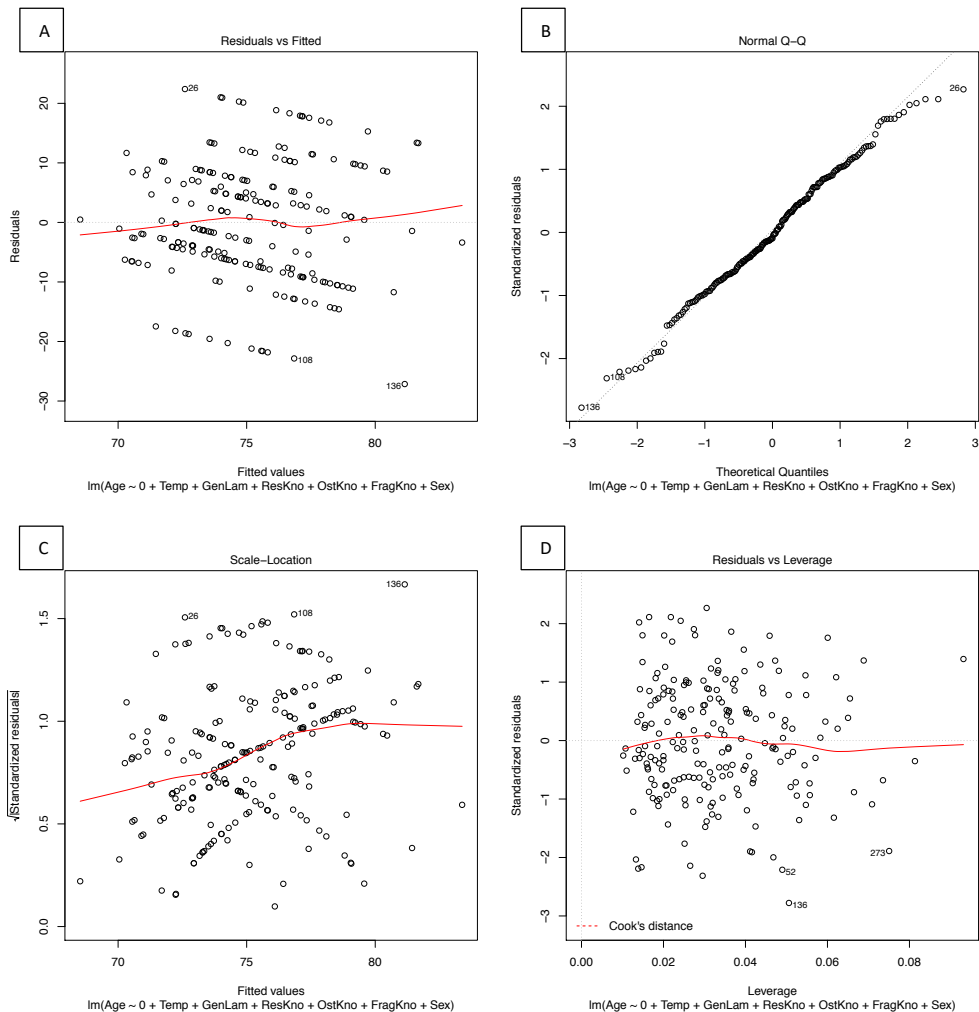 A
Residuals vs Fitted
Residuals
-30 -20 -10 0 10 20
26
108
136
70 75 80
Fitted values
lm(Age ~ 0 + Temp + GenLam + ResKno + OstKno + FragKno + Sex)
B
Normal Q−Q
Standardized residuals
-2 -1 0 1 2
26
108
136
−3 −2 −1 0 1 2 3
Theoretical Quantiles
lm(Age ~ 0 + Temp + GenLam + ResKno + OstKno + FragKno + Sex)
C
Scale−Location
√|Standardized residuals|
0.0 0.5 1.0 1.5
136
26
108
70 75 80
Fitted values
lm(Age ~ 0 + Temp + GenLam + ResKno + OstKno + FragKno + Sex)
D
Residuals vs Leverage
Standardized residuals
-3 -2 -1 0 1 2
273
52
136
Cook's distance
0.00 0.02 0.04 0.06 0.08
Leverage
lm(Age ~ 0 + Temp + GenLam + ResKno + OstKno + FragKno + Sex)